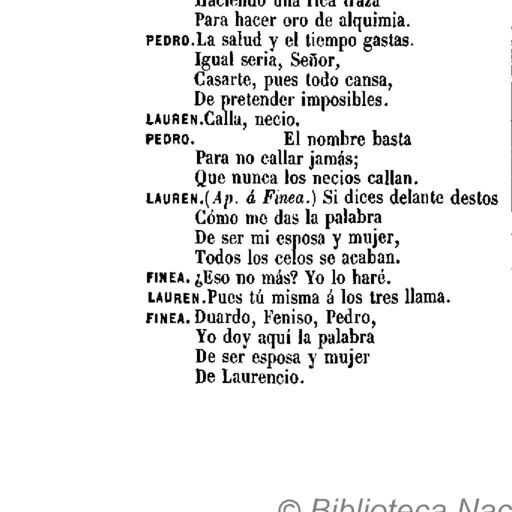 Haciendo una rica traza
Para hacer oro de alquimia.
PEDRO. La salud y el tiempo gastas.
Igual seria, Señor,
Casarte, pues todo cansa,
De pretender imposibles.
LAUREN. Calla, necio.
PEDRO. El nombre basta
Para no callar jamás;
Que nunca los necios callan.
LAUREN. (Ap. á Finea.) Si dices delante destos
Cómo me das la palabra
De ser mi esposa y mujer,
Todos los celos se acaban.
FINEA. ¿Eso no más? Yo lo haré.
LAUREN. Pues tú misma á los tres llama.
FINEA. Duardo, Feniso, Pedro,
Yo doy aquí la palabra
De ser esposa y mujer
De Laurencio.
© Biblioteca Nac